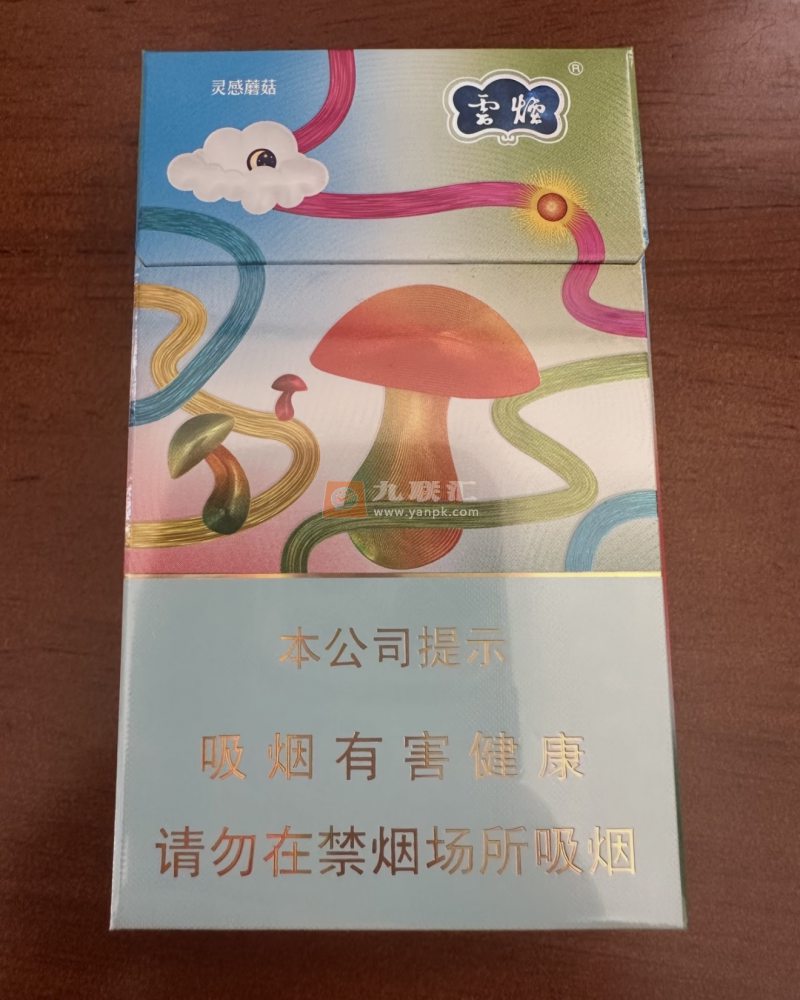 灵感蘑菇
雲煙®
九联汇
www.yanpk.com
本公司提示
吸烟有害健康
请勿在禁烟场所吸烟